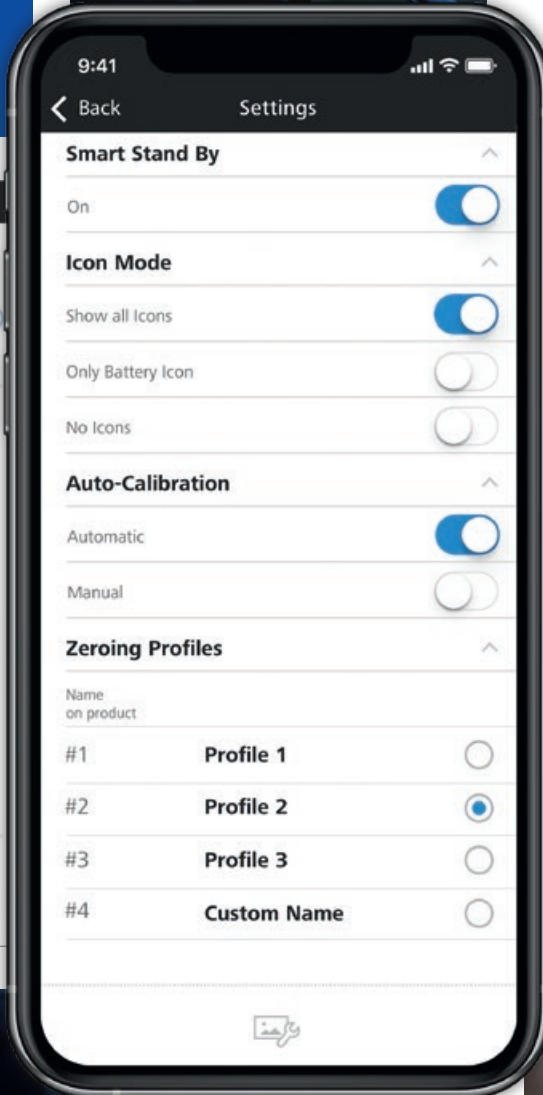 9:41
Back Settings
Smart Stand By
On
Icon Mode
Show all Icons
Only Battery Icon
No Icons
Auto-Calibration
Automatic
Manual
Zeroing Profiles
Name
on product
#1 Profile 1
#2 Profile 2
#3 Profile 3
#4 Custom Name